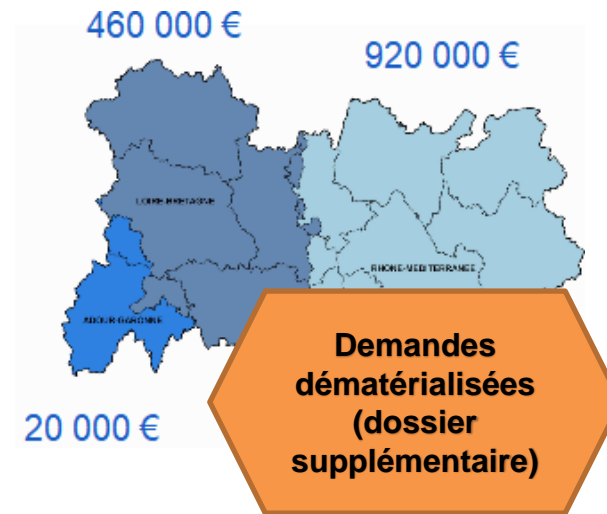 460 000 €
920 000 €
LOIRE-BRETAGNE
RHONE-MEDITERRANEE
ADOUR-GARONNE
20 000 €
Demandes
dématérialisées
(dossier
supplémentaire)